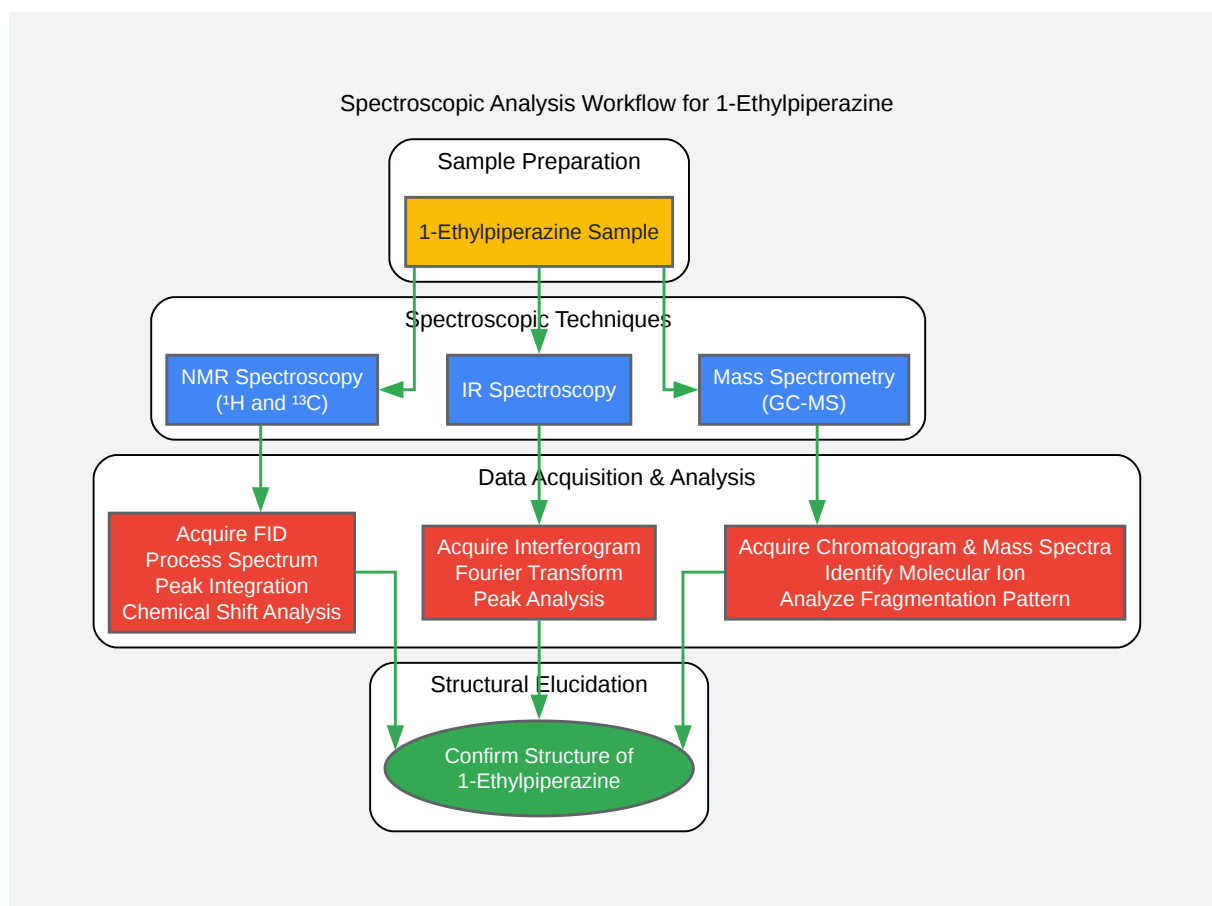 Spectroscopic Analysis Workflow for 1-Ethylpiperazine
Sample Preparation
1-Ethylpiperazine Sample
Spectroscopic Techniques
NMR Spectroscopy
(¹H and ¹³C)
IR Spectroscopy
Mass Spectrometry
(GC-MS)
Data Acquisition & Analysis
Acquire FID
Process Spectrum
Peak Integration
Chemical Shift Analysis
Acquire Interferogram
Fourier Transform
Peak Analysis
Acquire Chromatogram & Mass Spectra
Identify Molecular Ion
Analyze Fragmentation Pattern
Structural Elucidation
Confirm Structure of
1-Ethylpiperazine